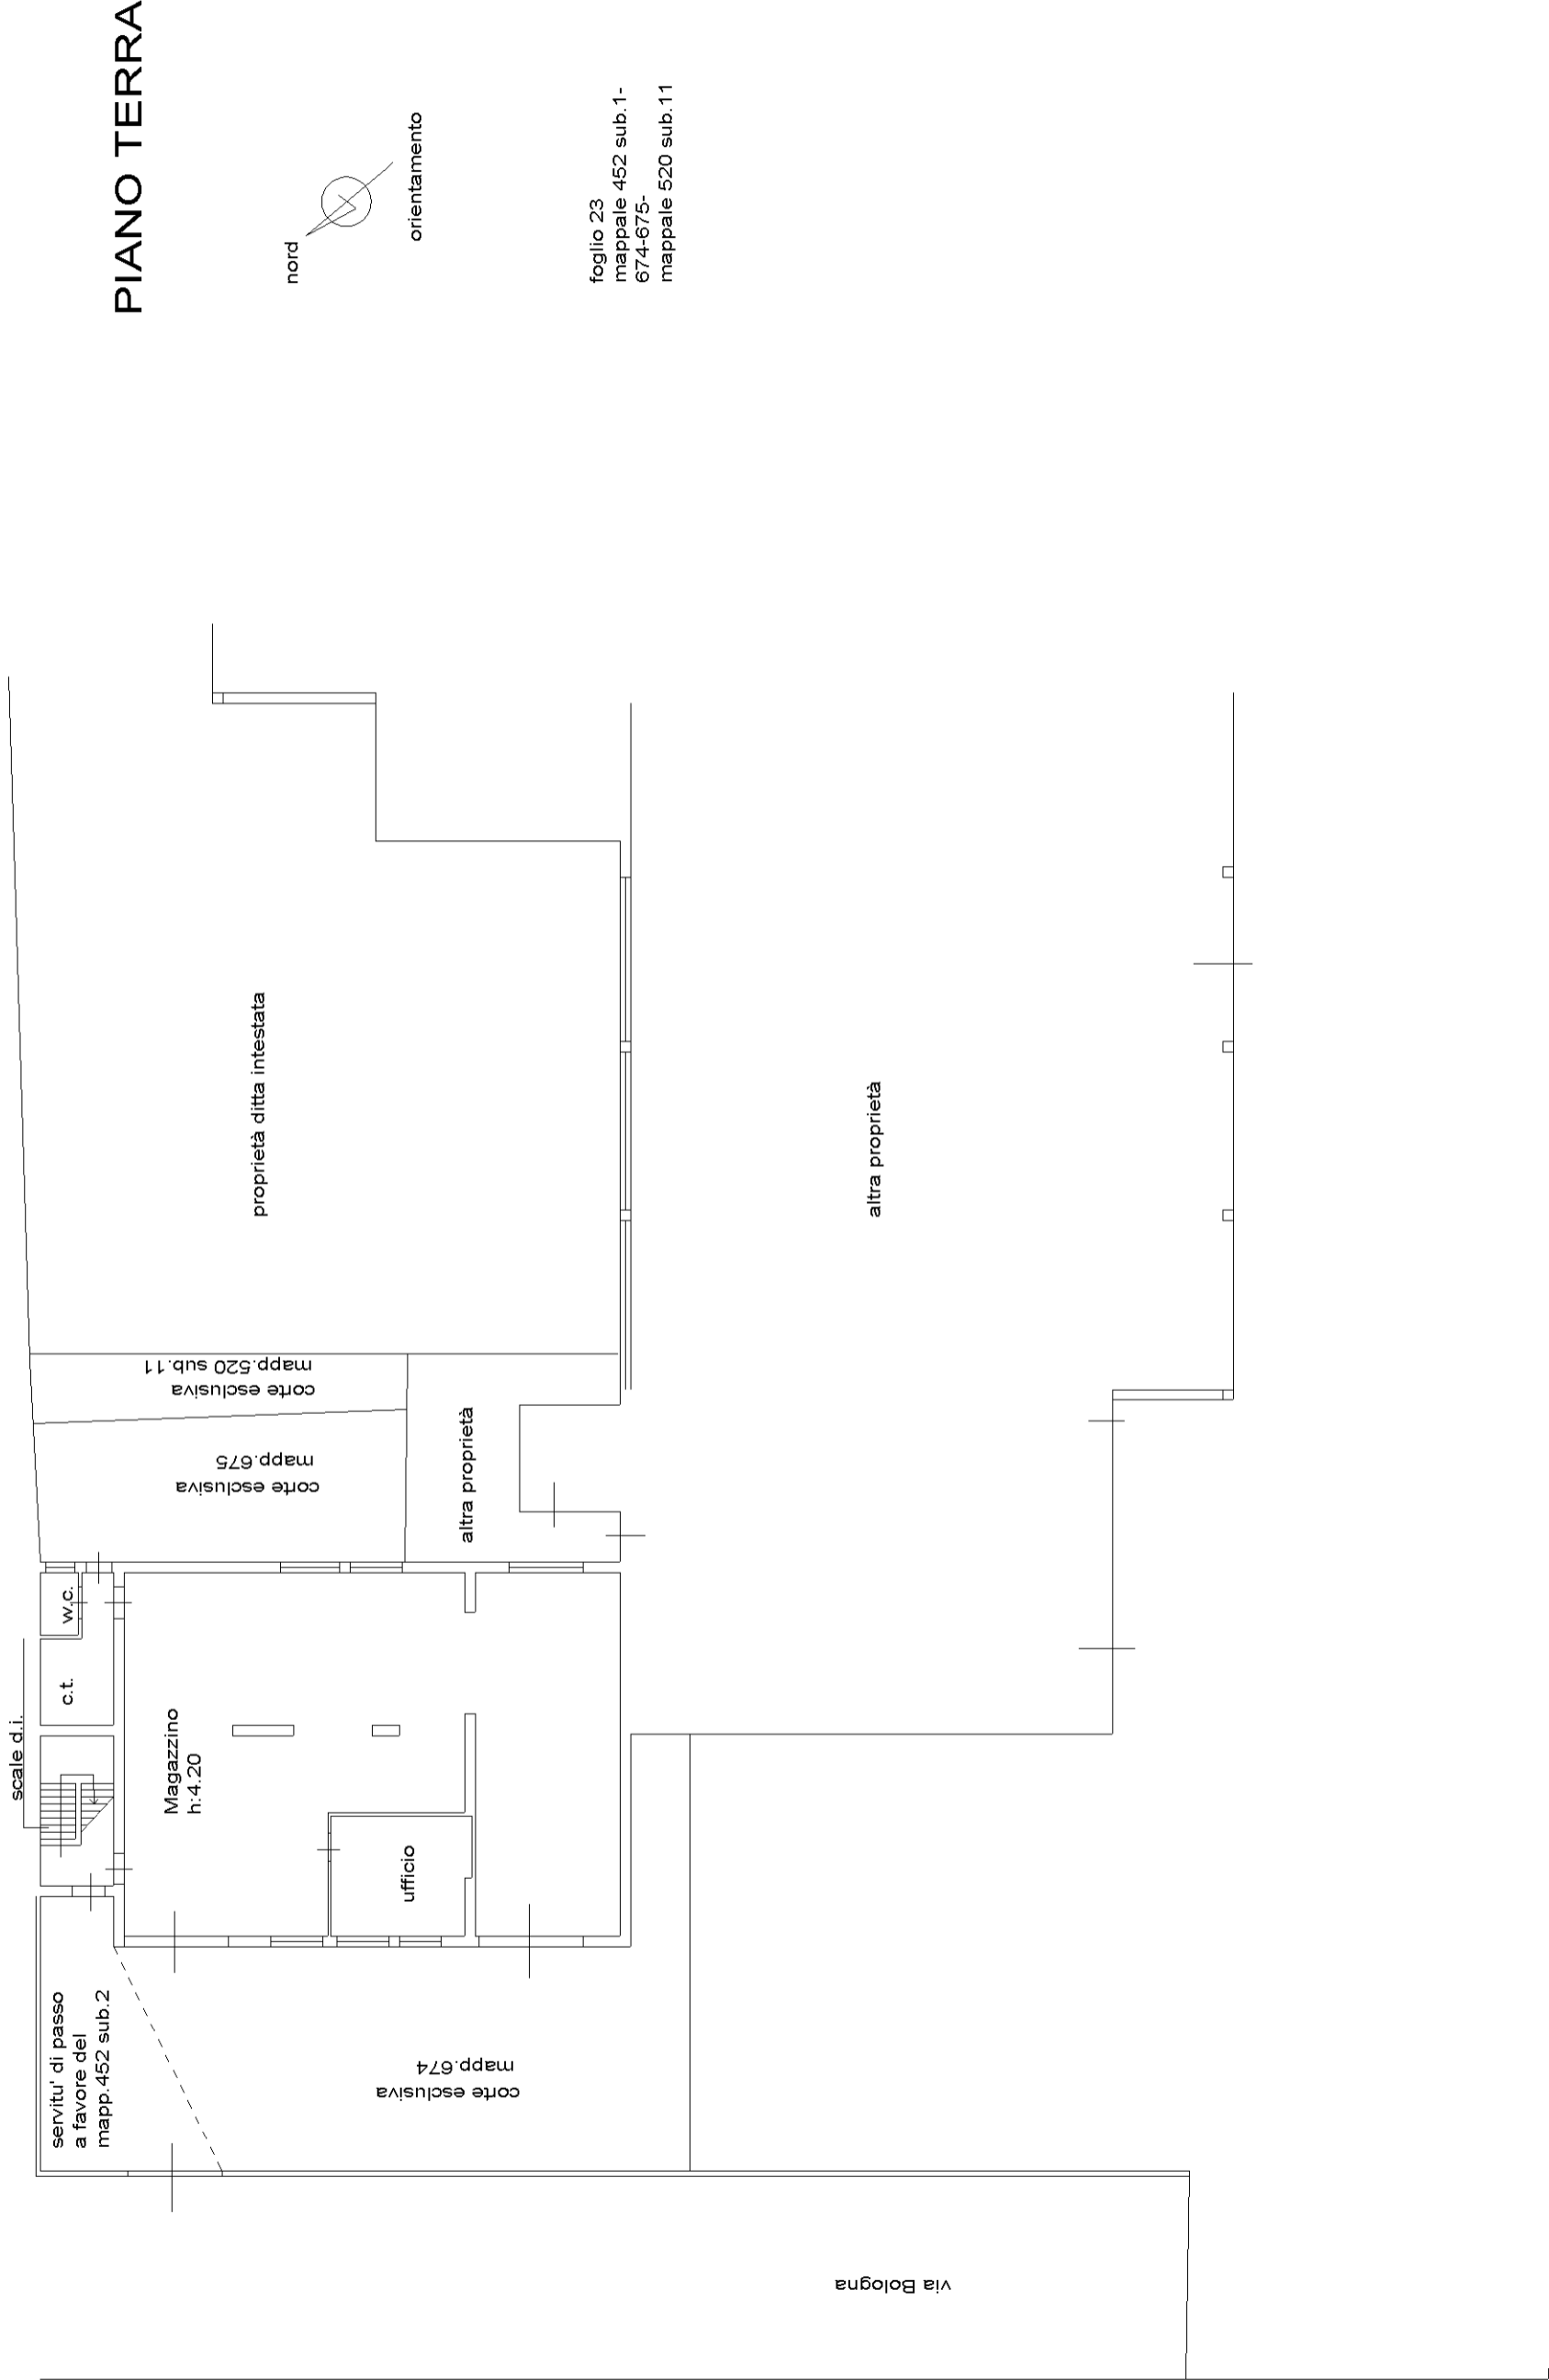 PIANO TERRA
nord
orientamento
foglio 23
mappale 452 sub.1-
674-675-
mappale 520 sub.11
proprietà ditta intestata
altra proprietà
corte esclusiva
mapp.520 sub.11
corte esclusiva
mapp.675
altra proprietà
w.c.
c.t.
scale d.i.
Magazzino
h:4.20
ufficio
servitu' di passo
a favore del
mapp.452 sub.2
corte esclusiva
mapp.674
via Bologna